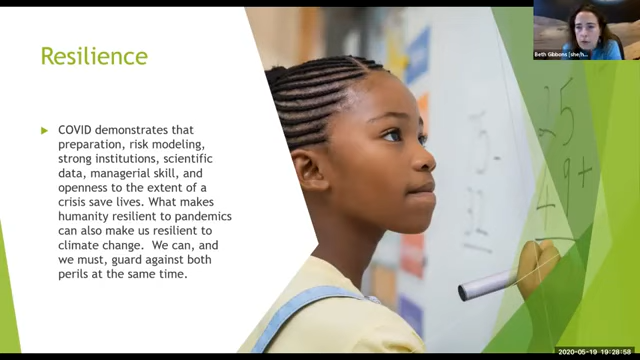 Resilience
COVID demonstrates that
preparation, risk modeling,
strong institutions, scientific
data, managerial skill, and
openness to the extent of a
crisis save lives. What makes
humanity resilient to pandemics
can also make us resilient to
climate change. We can, and
we must, guard against both
perils at the same time.
Beth Gibbons (she/h...
2020-05-19 19:28:58